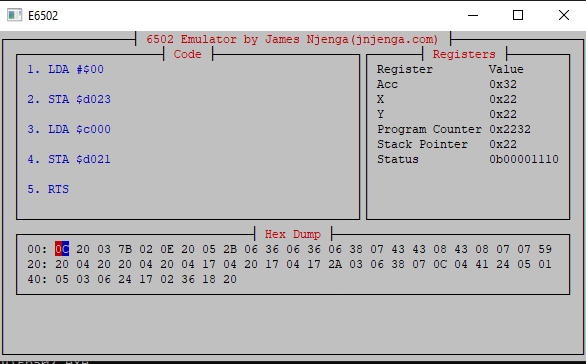 E6502
6502 Emulator by James Njenga(jnjenga.com)
Code
1. LDA #$00
2. STA $d023
3. LDA $c000
4. STA $d021
5. RTS
Registers
Register Value
Acc 0x32
X 0x22
Y 0x22
Program Counter 0x2232
Stack Pointer 0x22
Status 0b00001110
Hex Dump
00: 0C 20 03 7B 02 0E 20 05 2B 06 36 06 36 06 38 07 43 43 08 43 08 07 07 59
20: 20 04 20 20 04 20 04 17 04 20 17 04 17 2A 03 06 38 07 0C 04 41 24 05 01
40: 05 03 06 24 17 02 36 18 20